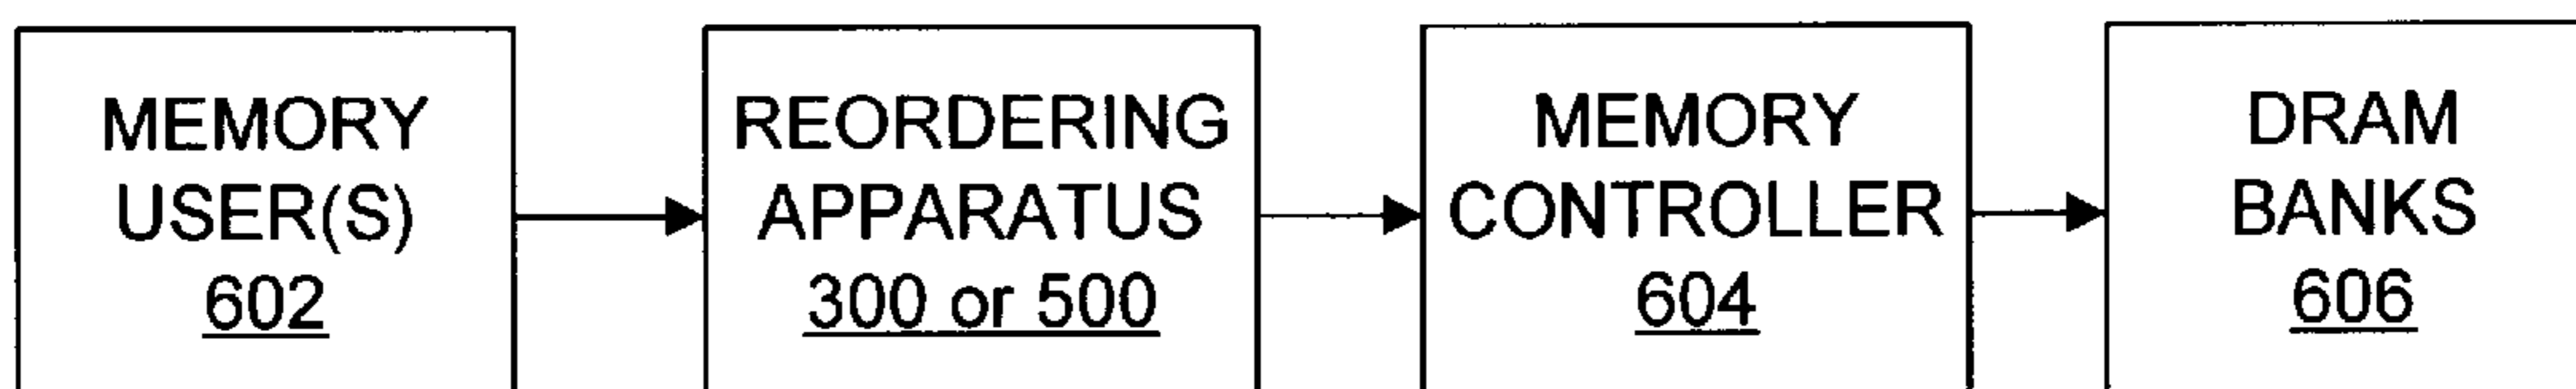 MEMORY
USER(S)
602
REORDERING
APPARATUS
300 or 500
MEMORY
CONTROLLER
604
DRAM
BANKS
606